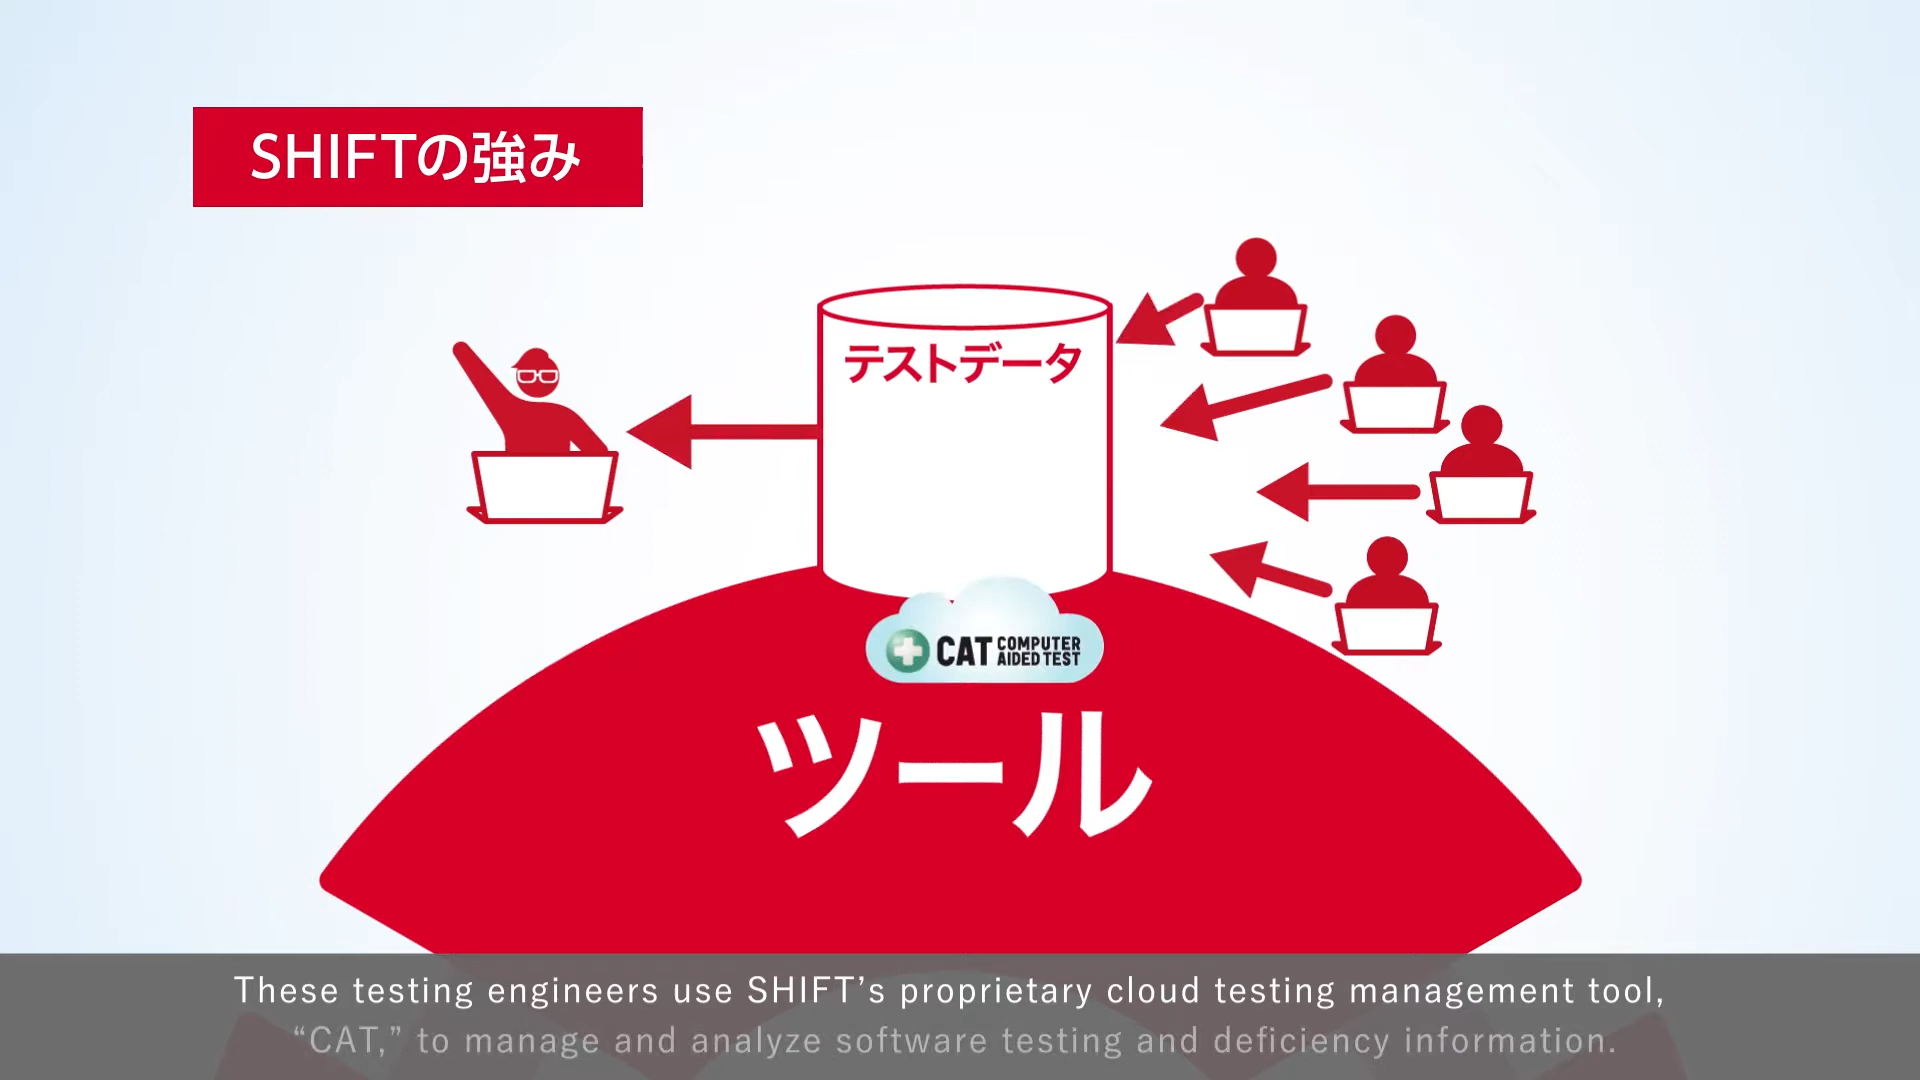 SHIFTの強み
テストデータ
CAT COMPUTER
AIDED TEST
ツール
These testing engineers use SHIFT’s proprietary cloud testing management tool,
“CAT,” to manage and analyze software testing and deficiency information.